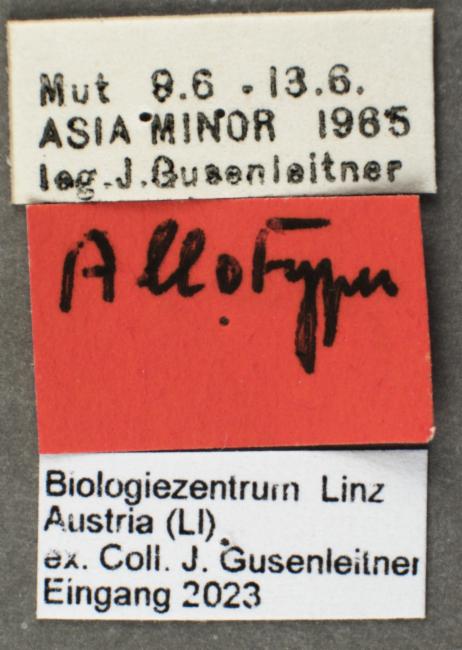 Mut 9.6 - 13.6.
ASIA MINOR 1965
leg. J. Gusenleitner
Allotypus
Biologiezentrum Linz
Austria (LI)
ex. Coll. J. Gusenleitner
Eingang 2023